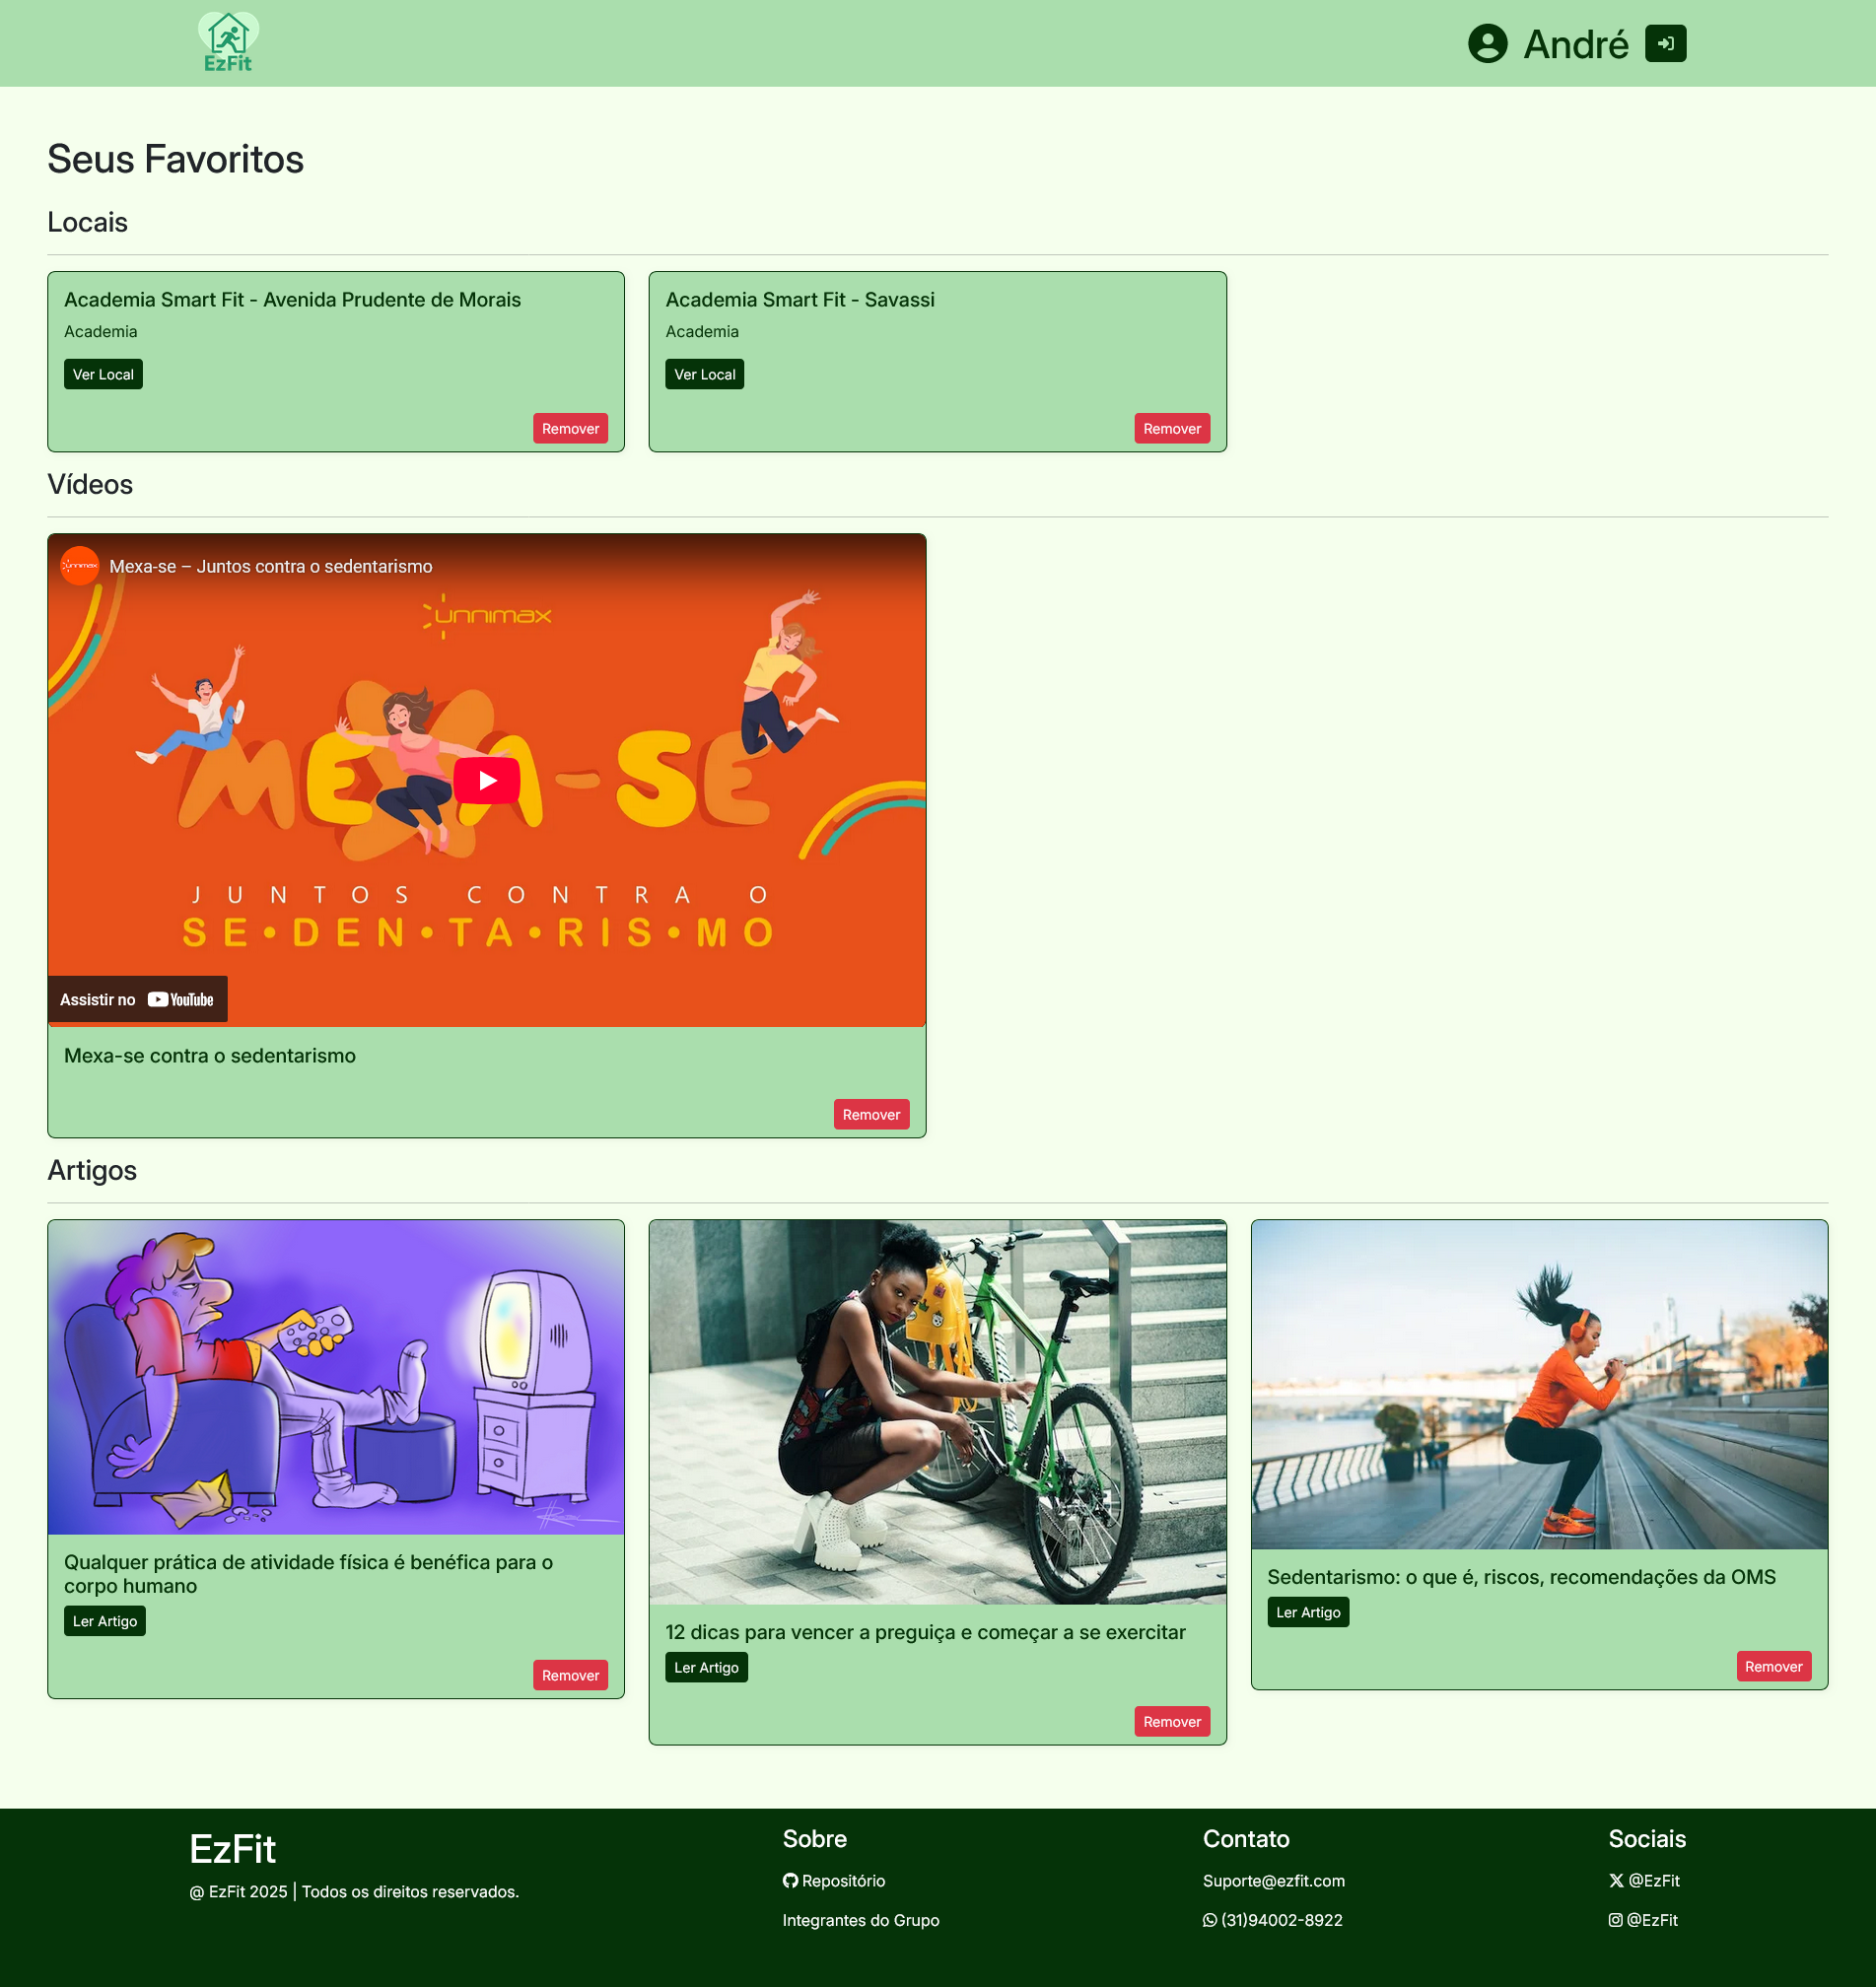 EzFit
André
Seus Favoritos
Locais
Academia Smart Fit - Avenida Prudente de Morais
Academia
Ver Local
Remover
Academia Smart Fit - Savassi
Academia
Ver Local
Remover
Vídeos
unnimax
Mexa-se – Juntos contra o sedentarismo
unnimax
MEXA-SE
JUNTOS CONTRA O
SE•DEN•TA•RIS•MO
Assistir no YouTube
Mexa-se contra o sedentarismo
Remover
Artigos
Qualquer prática de atividade física é benéfica para o
corpo humano
Ler Artigo
Remover
12 dicas para vencer a preguiça e começar a se exercitar
Ler Artigo
Remover
Sedentarismo: o que é, riscos, recomendações da OMS
Ler Artigo
Remover
EzFit
@ EzFit 2025 | Todos os direitos reservados.
Sobre
Repositório
Integrantes do Grupo
Contato
Suporte@ezfit.com
(31)94002-8922
Sociais
@EzFit
@EzFit